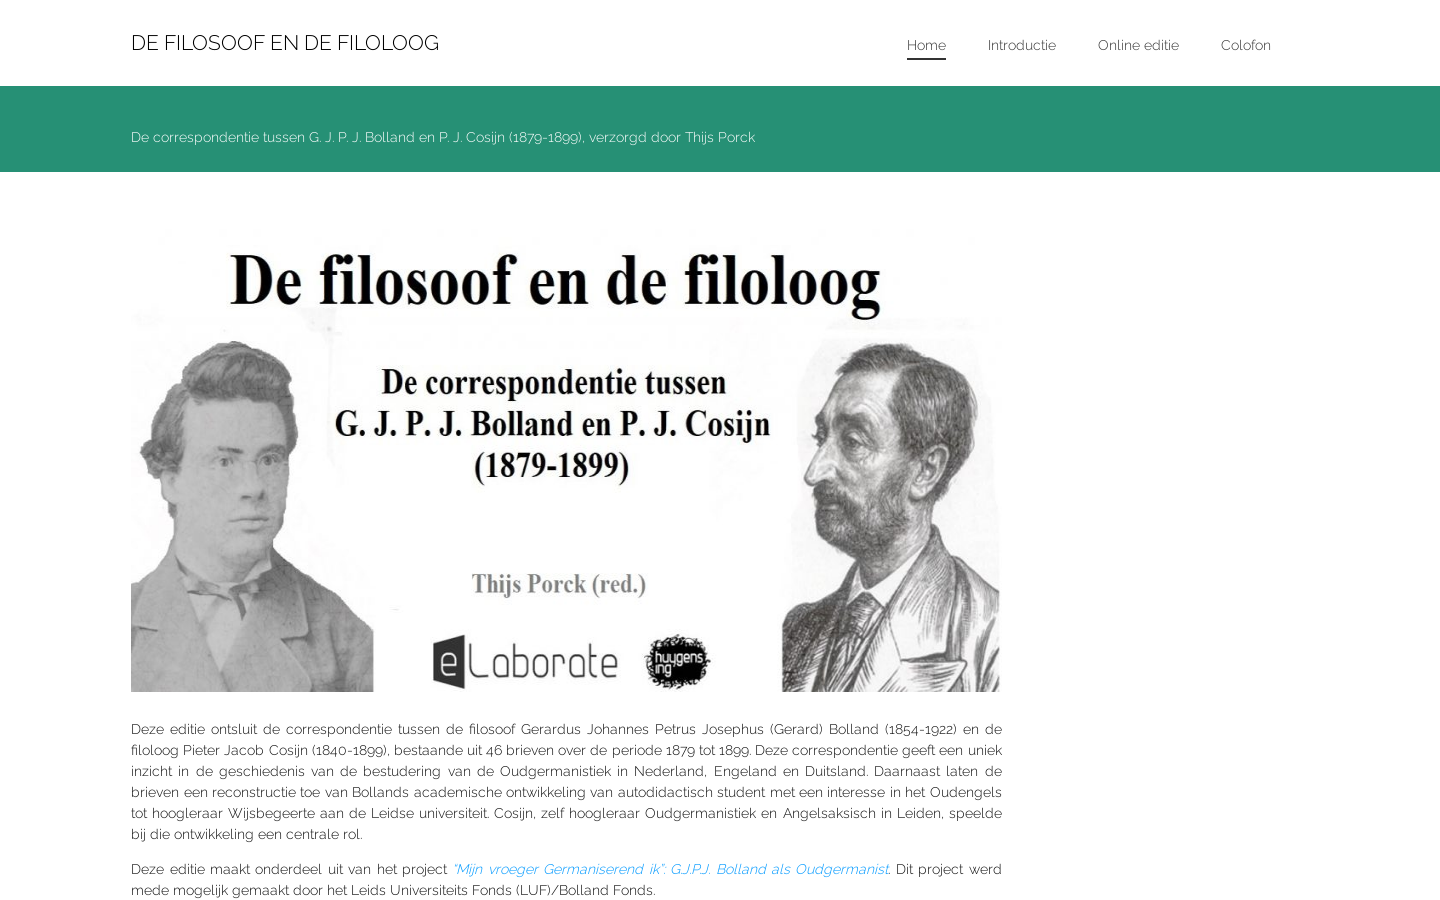 DE FILOSOOF EN DE FILOLOOG
Home Introductie Online editie Colofon
De correspondentie tussen G. J. P. J. Bolland en P. J. Cosijn (1879-1899), verzorgd door Thijs Porck
De filosoof en de filoloog
De correspondentie tussen
G. J. P. J. Bolland en P. J. Cosijn
(1879-1899)
Thijs Porck (red.)
eLaborate
huygens
ing
Deze editie ontsluit de correspondentie tussen de filosoof Gerardus Johannes Petrus Josephus (Gerard) Bolland (1854-1922) en de
filoloog Pieter Jacob Cosijn (1840-1899), bestaande uit 46 brieven over de periode 1879 tot 1899. Deze correspondentie geeft een uniek
inzicht in de geschiedenis van de bestudering van de Oudgermanistiek in Nederland, Engeland en Duitsland. Daarnaast laten de
brieven een reconstructie toe van Bollands academische ontwikkeling van autodidactisch student met een interesse in het Oudengels
tot hoogleraar Wijsbegeerte aan de Leidse universiteit. Cosijn, zelf hoogleraar Oudgermanistiek en Angelsaksisch in Leiden, speelde
bij die ontwikkeling een centrale rol.
Deze editie maakt onderdeel uit van het project “Mijn vroeger Germaniserend ik”: G.J.P.J. Bolland als Oudgermanist. Dit project werd
mede mogelijk gemaakt door het Leids Universiteits Fonds (LUF)/Bolland Fonds.